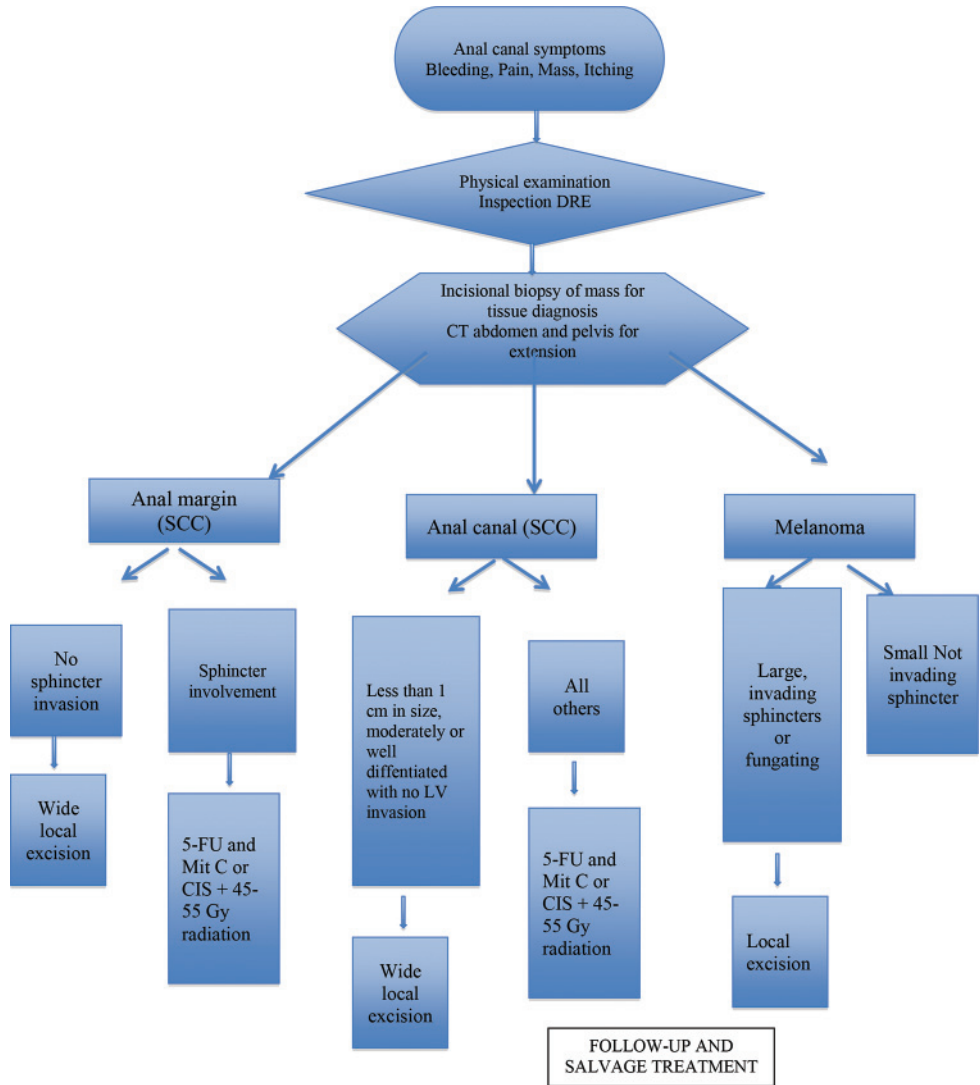 Anal canal symptoms
Bleeding, Pain, Mass, Itching
Physical examination
Inspection DRE
Incisional biopsy of mass for
tissue diagnosis
CT abdomen and pelvis for
extension
Anal margin
(SCC)
Anal canal (SCC)
Melanoma
No
sphincter
invasion
Sphincter
involvement
Less than 1
cm in size,
moderately or
well
diffentiated
with no LV
invasion
All
others
Large,
invading
sphincters
or
fungating
Small Not
invading
sphincter
Wide
local
excision
5-FU and
Mit C or
CIS + 45-
55 Gy
radiation
Wide
local
excision
5-FU and
Mit C or
CIS + 45-
55 Gy
radiation
Local
excision
FOLLOW-UP AND
SALVAGE TREATMENT